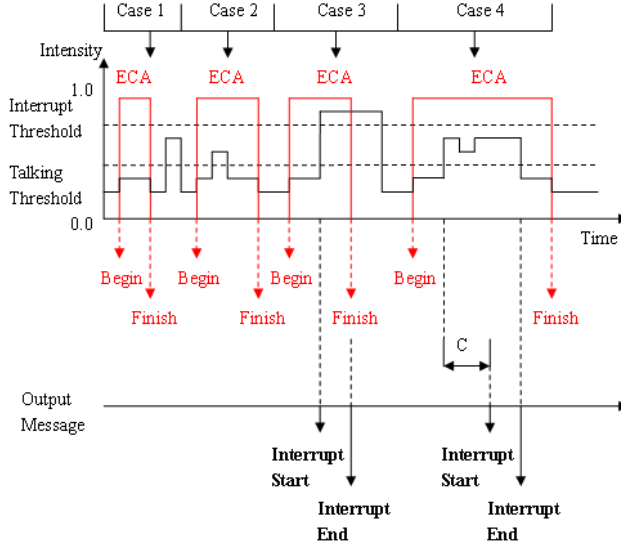 Case 1 Case 2 Case 3 Case 4
Intensity
ECA ECA ECA ECA
1.0
Interrupt
Threshold
Talking
Threshold
0.0
Time
Begin Begin Begin Begin
Finish Finish Finish Finish
C
Output
Message
Interrupt Interrupt
Start Start
Interrupt Interrupt
End End